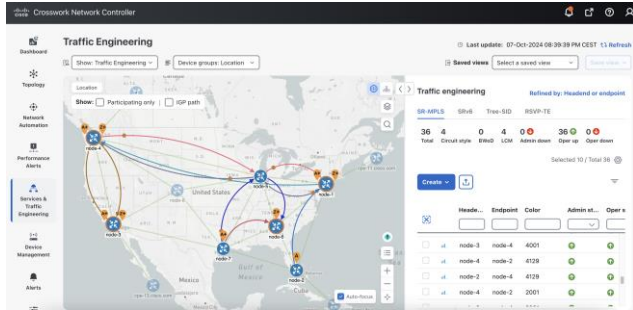 cisco Crosswork Network Controller
Dashboard
Topology
Network Automation
Performance Alerts
Services & Traffic Engineering
Device Management
Alerts
Traffic Engineering
Show: Traffic Engineering
Device groups: Location
Last update: 07-Oct-2024 08:39:39 PM CEST
Refresh
Saved views
Select a saved view
Save view
Location
Show: Participating only | IGP path
United States
Mexico
Gulf of Mexico
Cuba
node-4
node-5
node-1
node-3
node-7
node-2
Auto-focus
Traffic engineering
Refined by: Headend or endpoint
SR-MPLS
SRv6
Tree-SID
RSVP-TE
36 4 0 4 0 36 0
Total Circuit style BWoD LCM Admin down Oper up Oper down
Selected 10 / Total 36
Create
Heade... Endpoint Color Admin st... Oper s
node-3 node-4 4001
node-4 node-2 4129
node-2 node-4 4129
node-4 node-2 2001